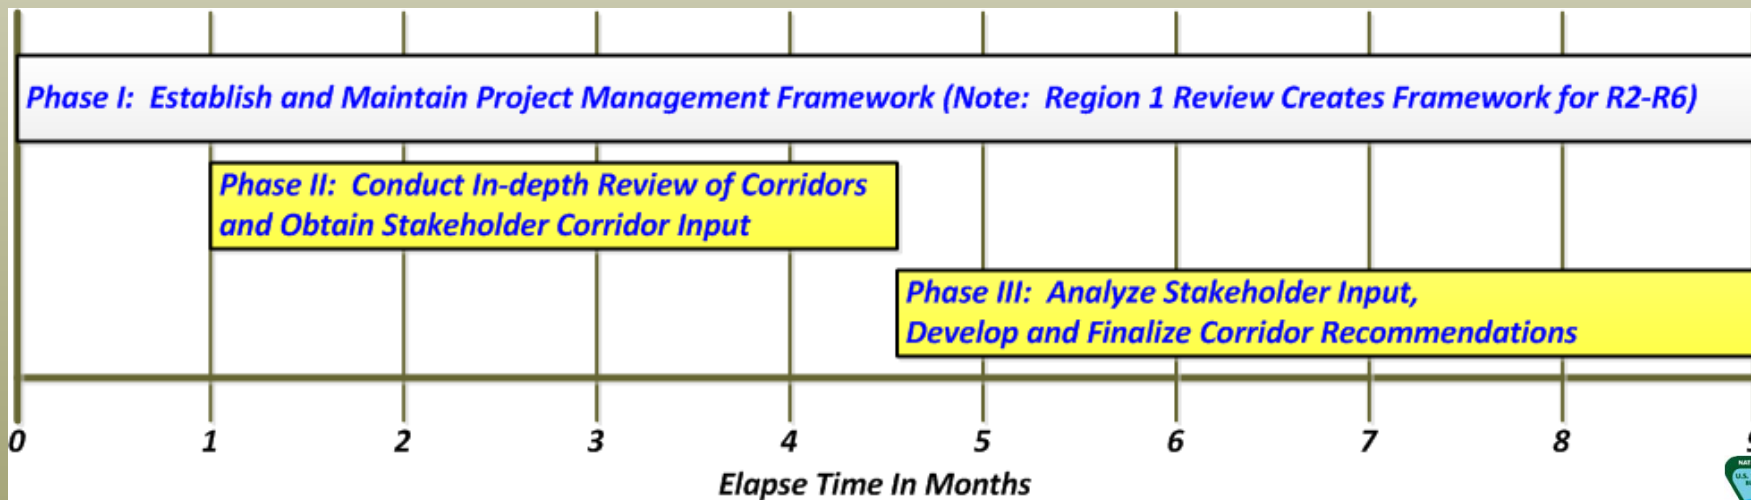 Phase I:  Establish and Maintain Project Management Framework (Note:  Region 1 Review Creates Framework for R2-R6)
Phase II:  Conduct In-depth Review of Corridors
and Obtain Stakeholder Corridor Input
Phase III:  Analyze Stakeholder Input,
Develop and Finalize Corridor Recommendations
0 1 2 3 4 5 6 7 8
Elapse Time In Months